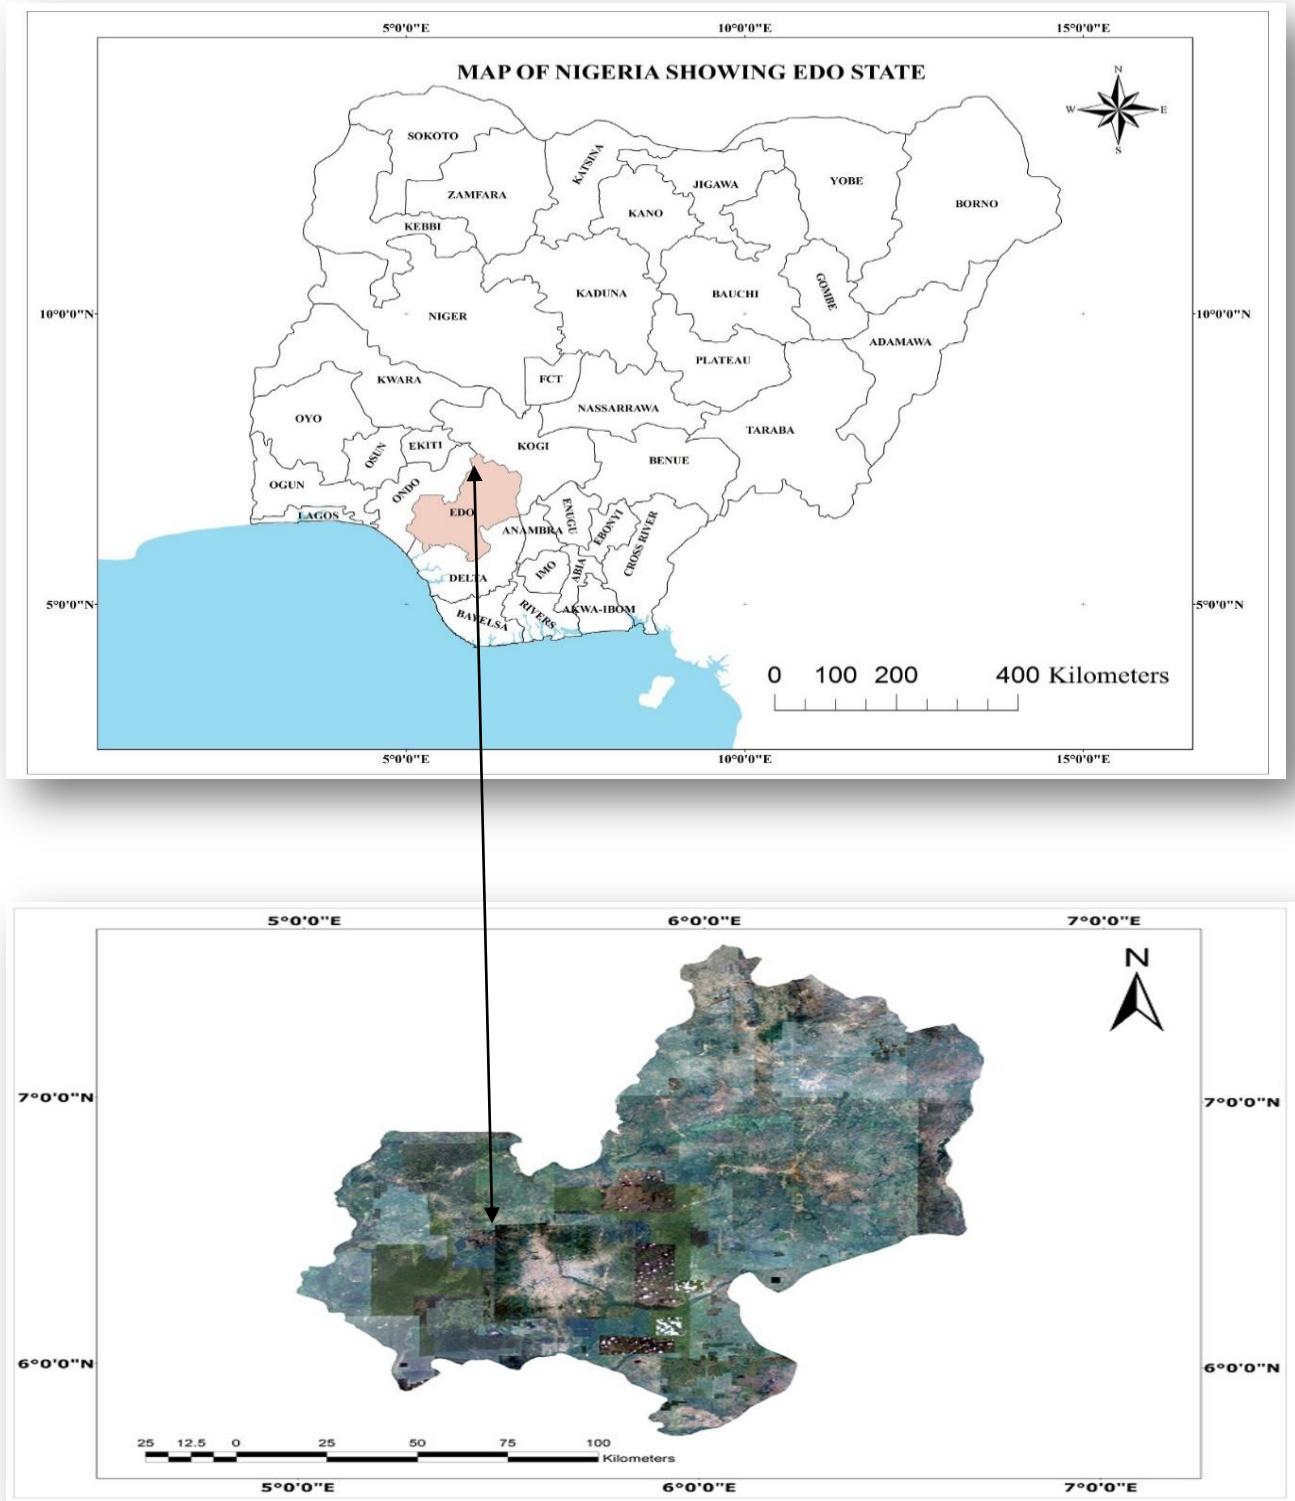 5°0'0"E 10°0'0"E 15°0'0"E
MAP OF NIGERIA SHOWING EDO STATE
N
W E
S
SOKOTO
KATSINA
ZAMFARA
JIGAWA
YOBE
BORNO
KANO
KEBBI
KADUNA
BAUCHI
GOMBE
10°0'0"N 10°0'0"N
NIGER
ADAMAWA
PLATEAU
KWARA
FCT
NASSARRAWA
OYO
TARABA
OSUN
EKITI
KOGI
BENUE
OGUN
ONDO
LAGOS
EDO
ANAMBRA
ENUGU
EBONYI
CROSS RIVER
DELTA
IMO
ABIA
5°0'0"N 5°0'0"N
BAYELSA
RIVERS
AKWA-IBOM
0 100 200 400 Kilometers
5°0'0"E 10°0'0"E 15°0'0"E
5°0'0"E 6°0'0"E 7°0'0"E
N
7°0'0"N 7°0'0"N
6°0'0"N 6°0'0"N
25 12.5 0 25 50 75 100
Kilometers
5°0'0"E 6°0'0"E 7°0'0"E